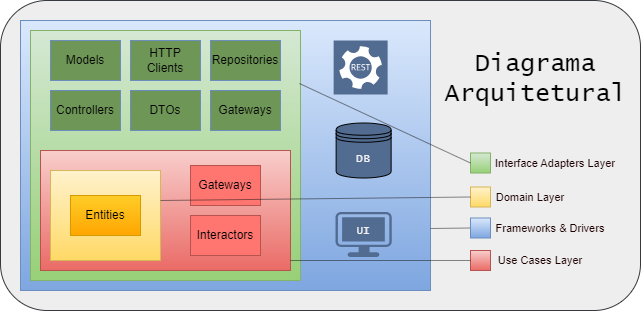 Models
HTTP
Clients
Repositories
Controllers
DTOs
Gateways
Entities
Gateways
Interactors
REST
DB
UI
Diagrama
Arquitetural
Interface Adapters Layer
Domain Layer
Frameworks & Drivers
Use Cases Layer